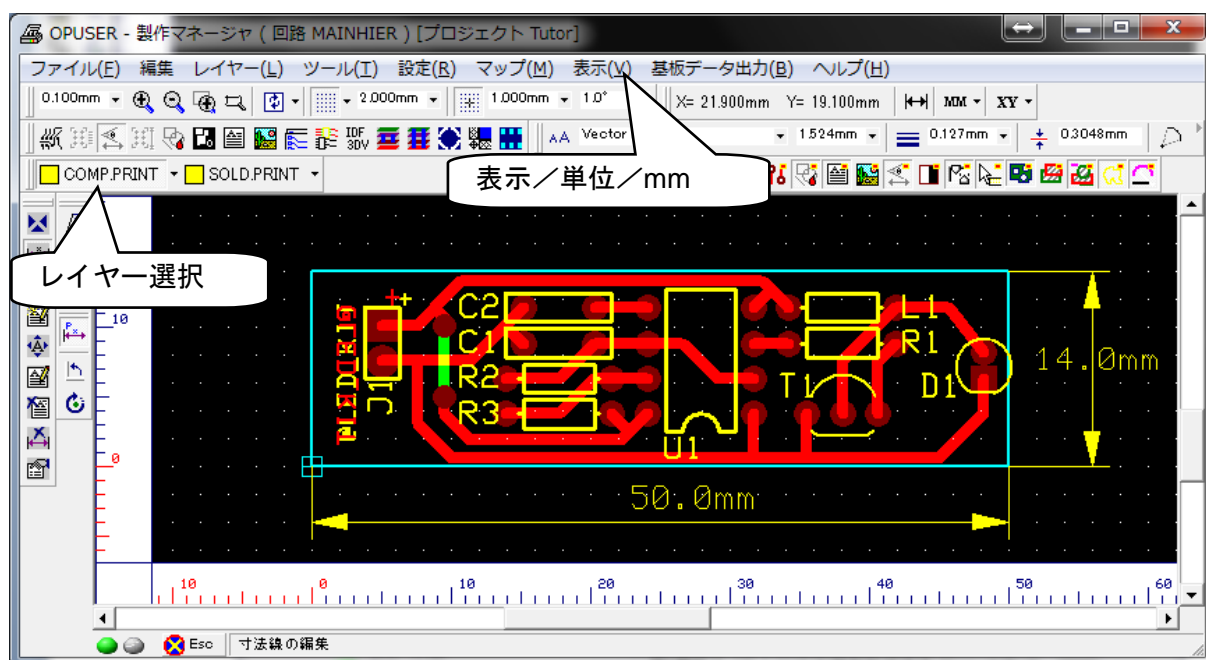 OPUSER - 製作マネージャ ( 回路 MAINHIER ) [プロジェクト Tutor]
ファイル(F) 編集 レイヤー(L) ツール(T) 設定(R) マップ(M) 表示(V) 基板データ出力(B) ヘルプ(H)
0.100mm 2.000mm 1.000mm 1.0° X= 21.900mm Y= 19.100mm MM XY
IDF 3DV AA Vector 1.524mm 0.127mm 0.3048mm
COMP.PRINT SOLD.PRINT
表示／単位／mm
レイヤー選択
C2
L1
C1
R1
R2
T1
D1
R3
J1
U1
14.0mm
50.0mm
10
0
10 0 10 20 30 40 50 60
Esc 寸法線の編集